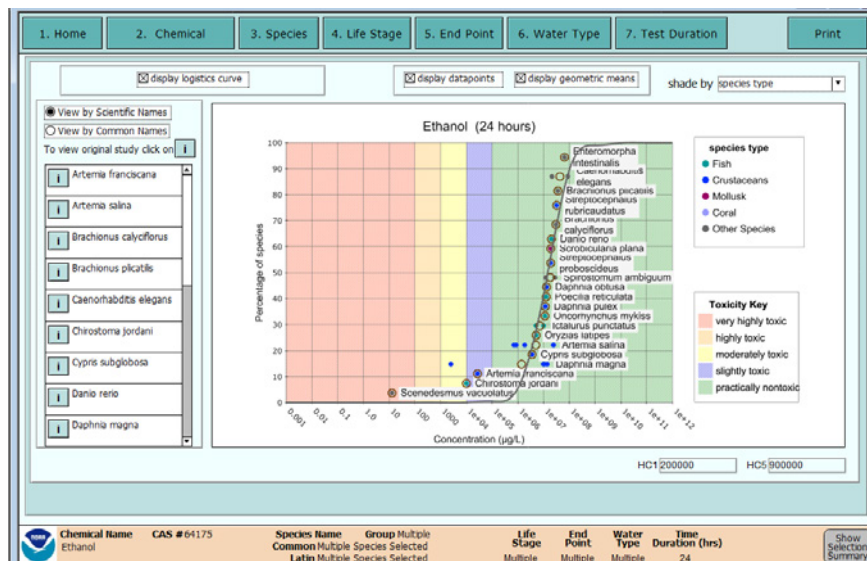 1. Home 2. Chemical 3. Species 4. Life Stage 5. End Point 6. Water Type 7. Test Duration Print
display logistics curve display datapoints display geometric means shade by species type
View by Scientific Names
View by Common Names
To view original study click on i
i Artemia franciscana
i Artemia salina
i Brachionus calyciflorus
i Brachionus plicatilis
i Caenorhabditis elegans
i Chirostoma jordani
i Cypris subglobosa
i Danio rerio
i Daphnia magna
Ethanol (24 hours)
Percentage of species
100
90
80
70
60
50
40
30
20
10
0
Enteromorpha
intestinalis
Caenorhabditis
elegans
Brachionus plicatilis
Streptocephalus
rubricaudatus
Brachionus
calyciflorus
Danio rerio
Scrobicularia plana
Streptocephalus
proboscideus
Spirostomum ambiguum
Daphnia obtusa
Poecilia reticulata
Daphnia pulex
Oncorhynchus mykiss
Ictalurus punctatus
Oryzias latipes
Artemia salina
Cypris subglobosa
Daphnia magna
Artemia franciscana
Chirostoma jordani
Scenedesmus vacuolatus
0.001 0.01 0.1 1.0 10 100 1000 1e+04 1e+05 1e+06 1e+07 1e+08 1e+09 1e+10 1e+11 1e+12
Concentration (µg/L)
species type
Fish
Crustaceans
Mollusk
Coral
Other Species
Toxicity Key
very highly toxic
highly toxic
moderately toxic
slightly toxic
practically nontoxic
HC1 200000 HC5 900000
Chemical Name CAS # 64175
Ethanol
Species Name Group Multiple
Common Multiple Species Selected
Latin Multiple Species Selected
Life
Stage
Multiple
End
Point
Multiple
Water
Type
Multiple
Time
Duration (hrs)
24
Show
Selection
Summary